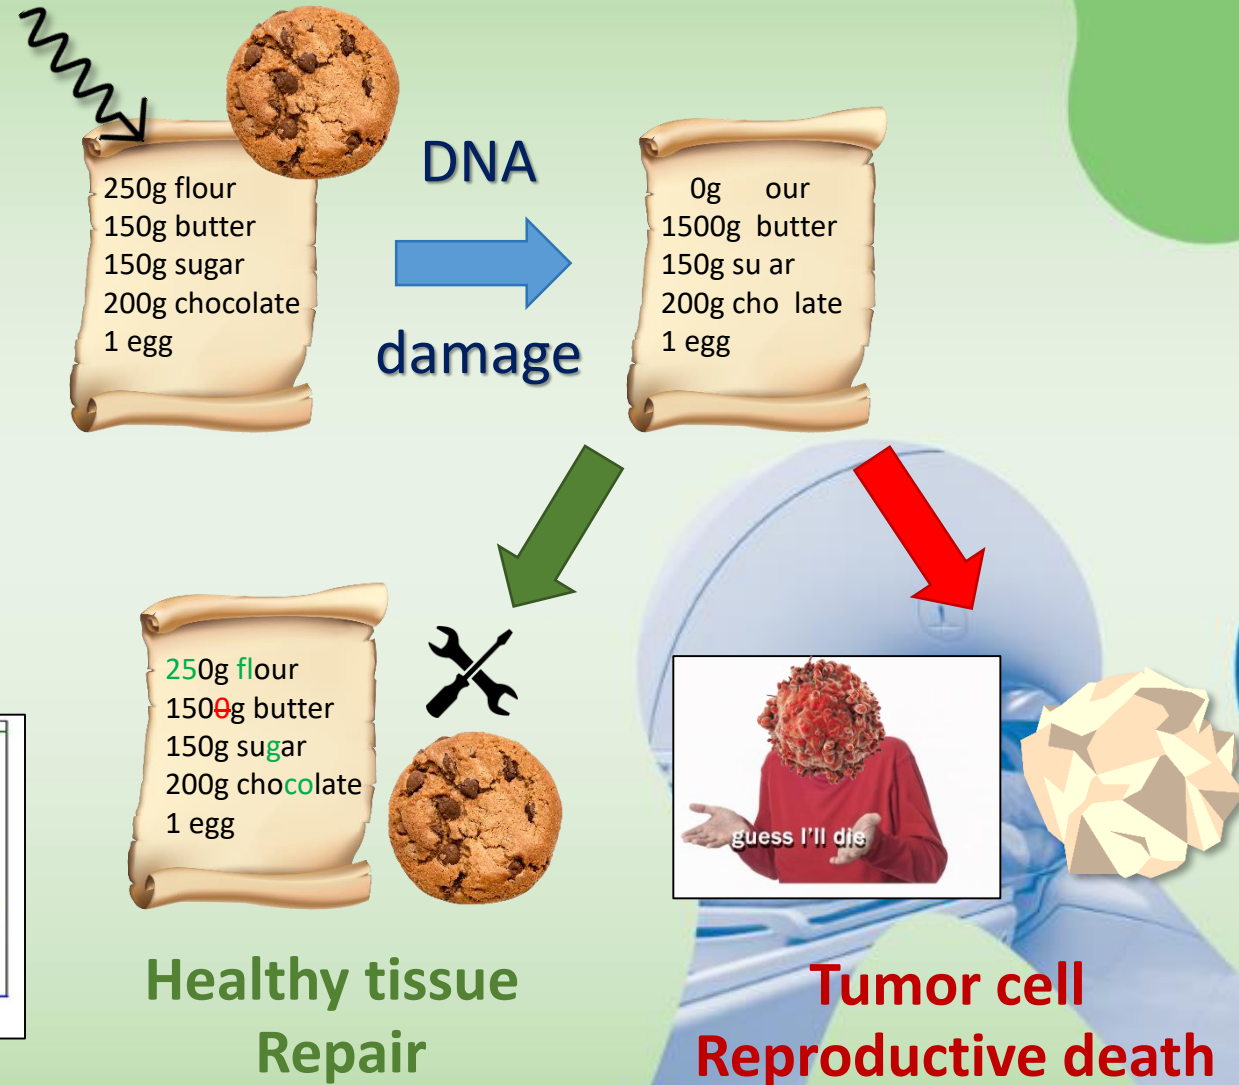 250g flour
150g butter
150g sugar
200g chocolate
1 egg
DNA
damage
0g our
1500g butter
150g su ar
200g cho late
1 egg
250g flour
1500g butter
150g sugar
200g chocolate
1 egg
guess I'll die
Healthy tissue
Repair
Tumor cell
Reproductive death